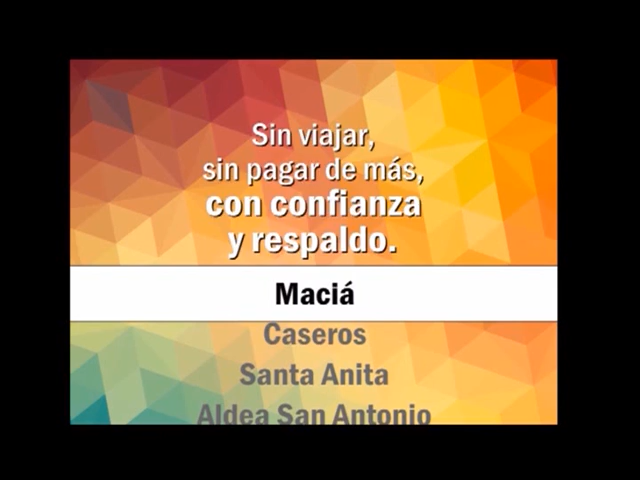 Sin viajar,
sin pagar de más,
con confianza
y respaldo.
Maciá
Caseros
Santa Anita
Aldea San Antonio